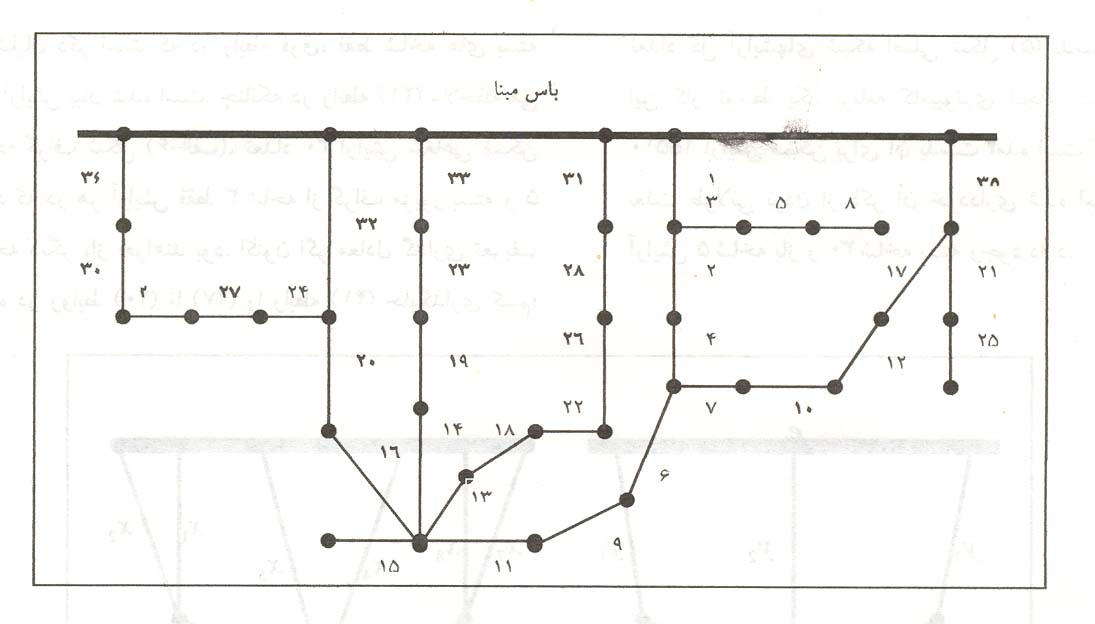 باس مبنا
۳۶ ۳۲ ۳۳ ۳۱ ۱ ۳۸
۳ ۵ ۸
۳۰ ۲۳ ۲۸ ۲ ۱۷ ۲۱
۲ ۲۷ ۲۴
۲۰ ۱۹ ۲۶ ۴ ۱۲ ۲۵
۲۲ ۷ ۱۰
۱۶ ۱۴ ۱۸ ۶
۱۳
۱۵ ۱۱ ۹